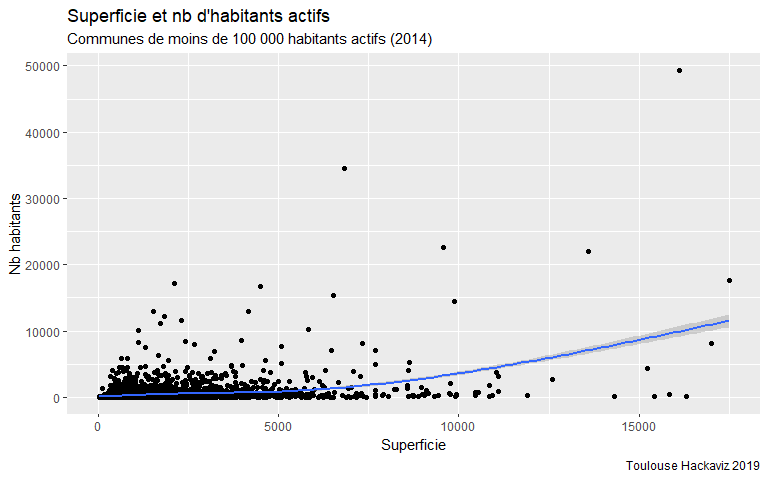 Superficie et nb d'habitants actifs
Communes de moins de 100 000 habitants actifs (2014)
50000
40000
30000
20000
10000
0
Nb habitants
0 5000 10000 15000
Superficie
Toulouse Hackaviz 2019